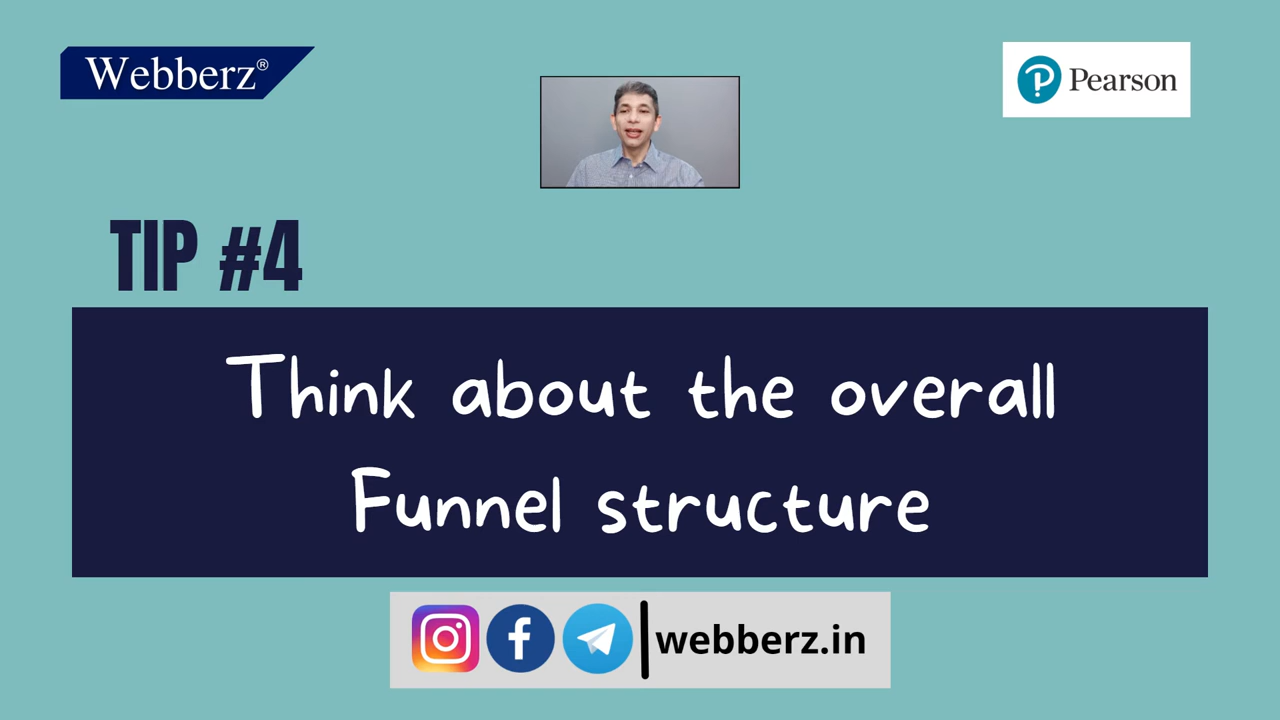 Webberz®
Pearson
TIP #4
Think about the overall
Funnel structure
webberz.in